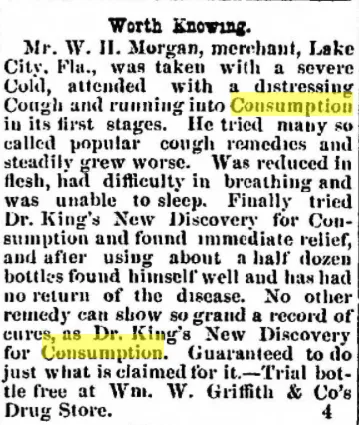 Worth Knowing.
Mr. W. H. Morgan, merchant, Lake
City, Fla., was taken with a severe
Cold, attended with a distressing
Cough and running into Consumption
in its first stages. He tried many so
called popular cough remedies and
steadily grew worse. Was reduced in
flesh, had difficulty in breathing and
was unable to sleep. Finally tried
Dr. King's New Discovery for Con-
sumption and found immediate relief,
and after using about a half dozen
bottles found himself well and has had
no return of the disease. No other
remedy can show so grand a record of
cures, as Dr. King's New Discovery
for Consumption. Guaranteed to do
just what is claimed for it.—Trial bot-
tle free at Wm. W. Griffith & Co's
Drug Store. 4